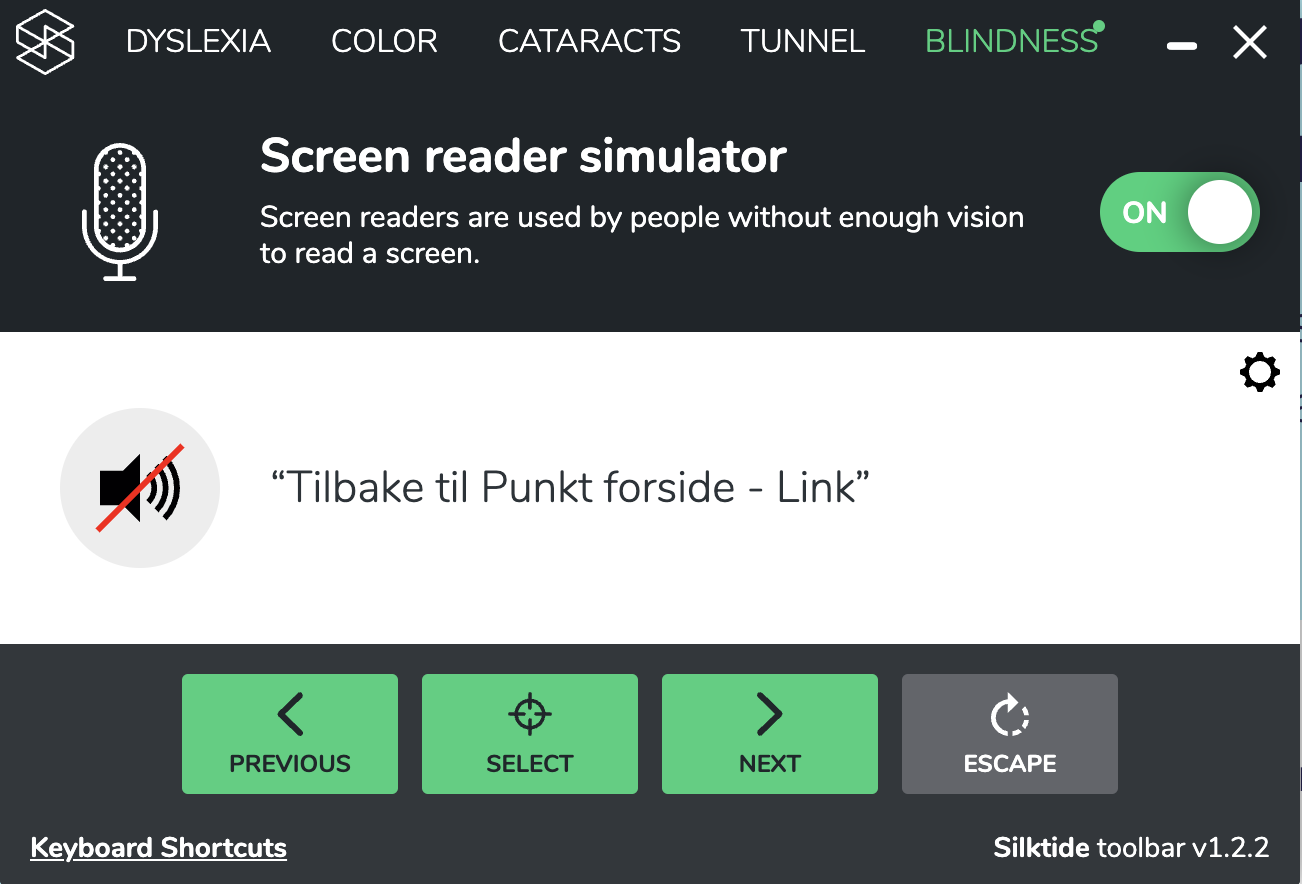 DYSLEXIA COLOR CATARACTS TUNNEL BLINDNESS
Screen reader simulator
Screen readers are used by people without enough vision
to read a screen.
ON
“Tilbake til Punkt forside - Link”
PREVIOUS SELECT NEXT ESCAPE
Keyboard Shortcuts Silktide toolbar v1.2.2